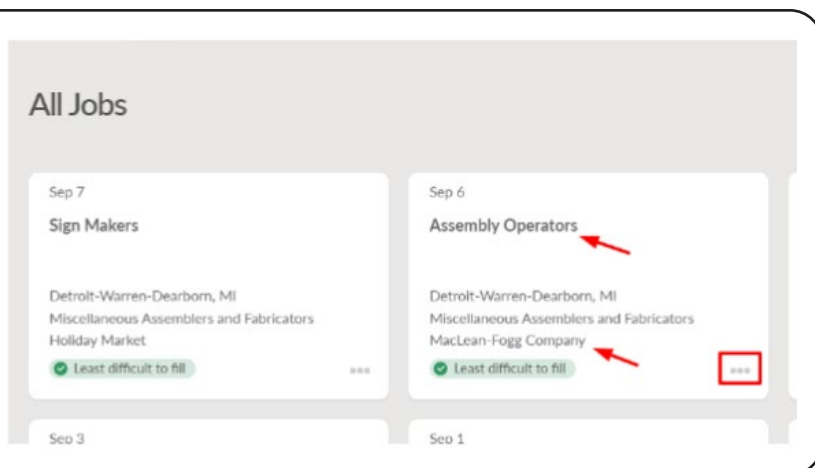 All Jobs
Sep 7
Sign Makers
Detroit-Warren-Dearborn, MI
Miscellaneous Assemblers and Fabricators
Holiday Market
Least difficult to fill
Sep 6
Assembly Operators
Detroit-Warren-Dearborn, MI
Miscellaneous Assemblers and Fabricators
MacLean-Fogg Company
Least difficult to fill
Sep 3
Sep 1